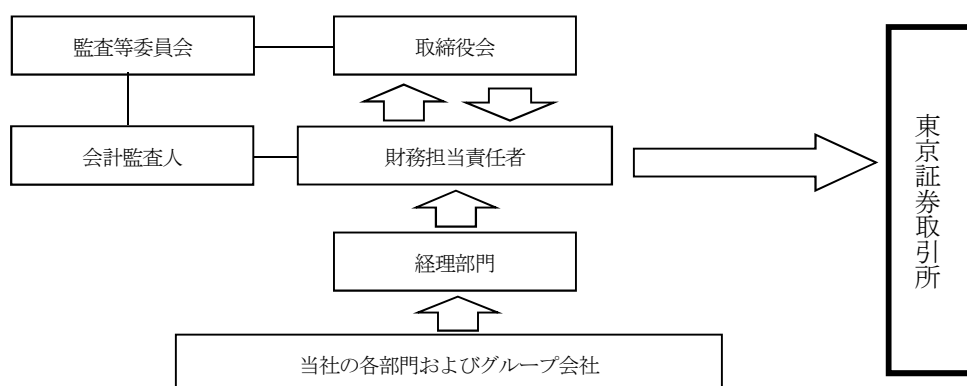 監査等委員会
取締役会
会計監査人
財務担当責任者
東京証券取引所
経理部門
当社の各部門およびグループ会社